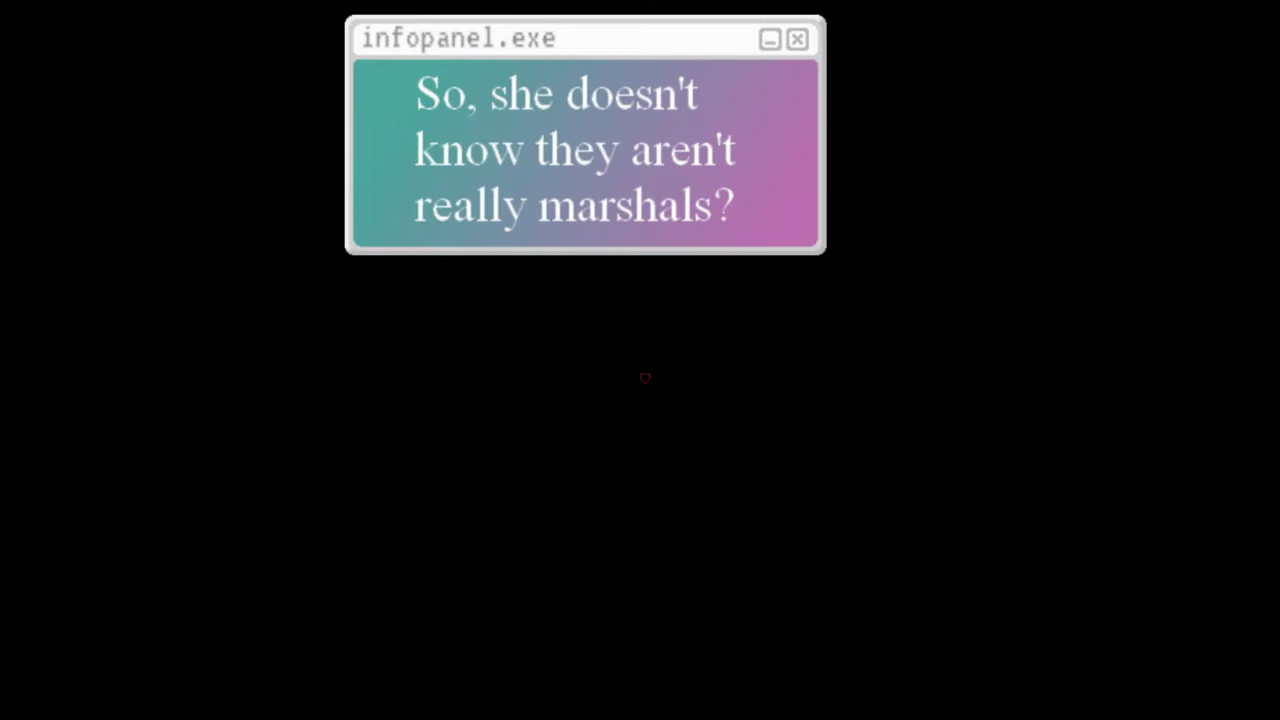 infopanel.exe
So, she doesn't
know they aren't
really marshals?